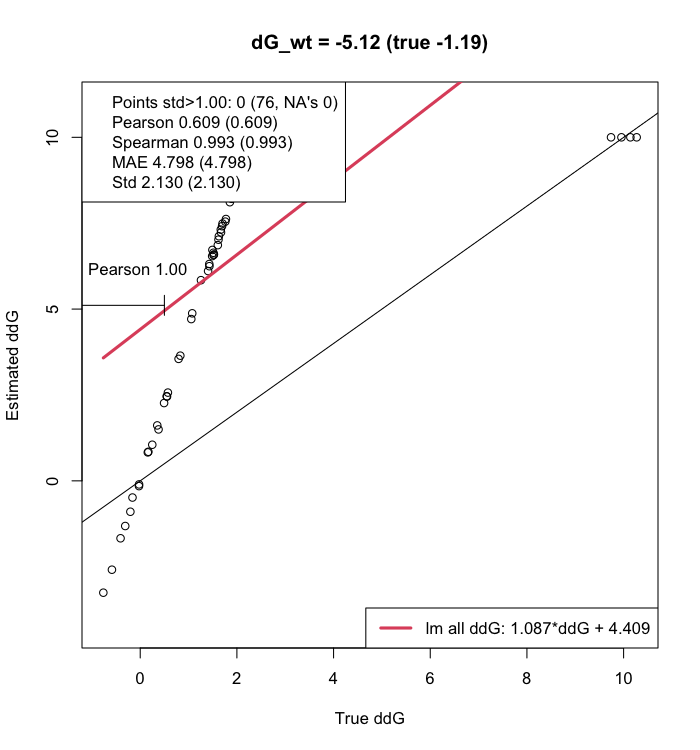 dG_wt = -5.12 (true -1.19)
Points std>1.00: 0 (76, NA's 0)
Pearson 0.609 (0.609)
Spearman 0.993 (0.993)
MAE 4.798 (4.798)
Std 2.130 (2.130)
Pearson 1.00
10
5
0
Estimated ddG
lm all ddG: 1.087*ddG + 4.409
0 2 4 6 8 10
True ddG